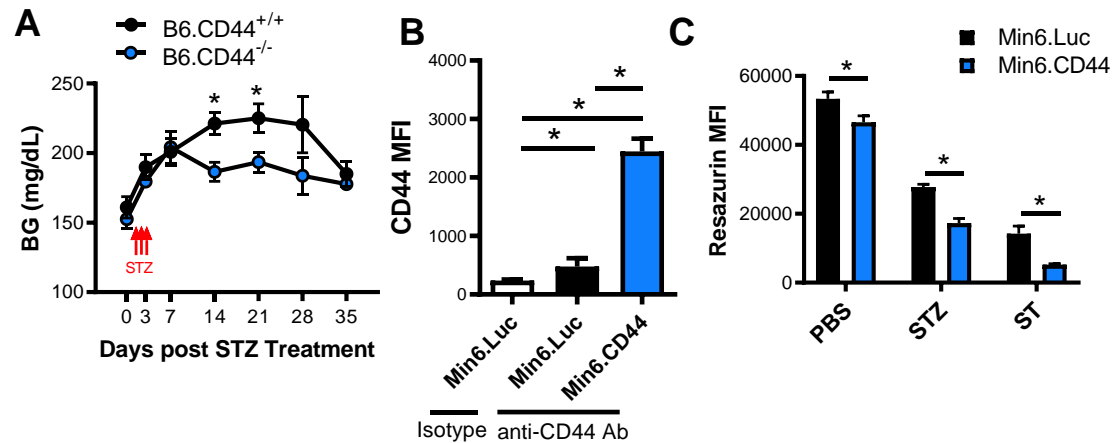 A
B6.CD44+/+
B6.CD44-/-
BG (mg/dL)
250
200
150
100
*
*
STZ
0 3 7 14 21 28 35
Days post STZ Treatment
B
CD44 MFI
4000
3000
2000
1000
0
*
*
*
Min6.Luc
Min6.Luc
Min6.CD44
Isotype
anti-CD44 Ab
C
Min6.Luc
Min6.CD44
Resazurin MFI
60000
40000
20000
0
*
*
*
PBS
STZ
ST